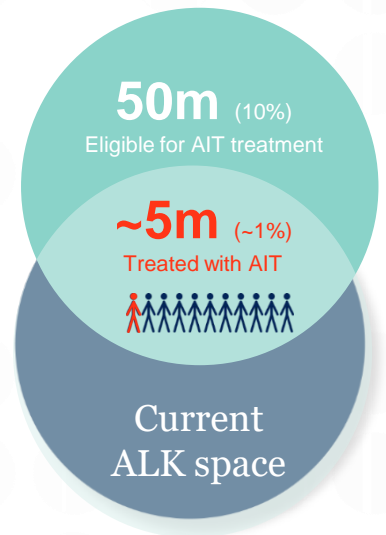 50m (10%)
Eligible for AIT treatment
~5m (~1%)
Treated with AIT
Current
ALK space